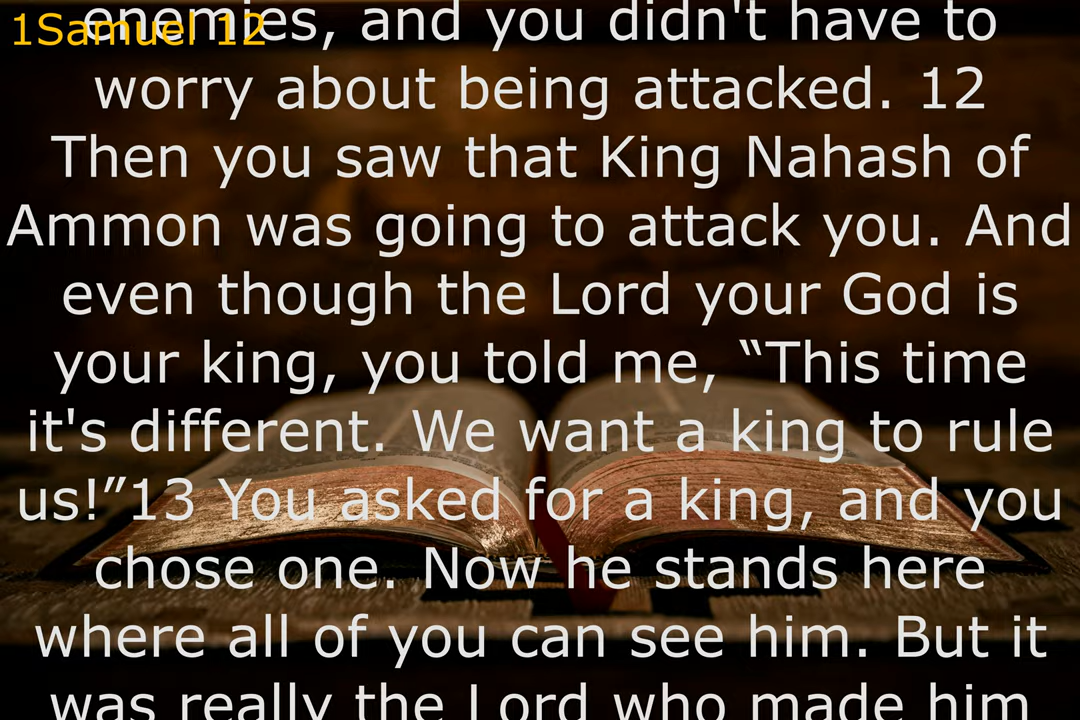 1Samuel 12
enemies, and you didn't have to
worry about being attacked. 12
Then you saw that King Nahash of
Ammon was going to attack you. And
even though the Lord your God is
your king, you told me, “This time
it's different. We want a king to rule
us!”13 You asked for a king, and you
chose one. Now he stands here
where all of you can see him. But it
was really the Lord who made him